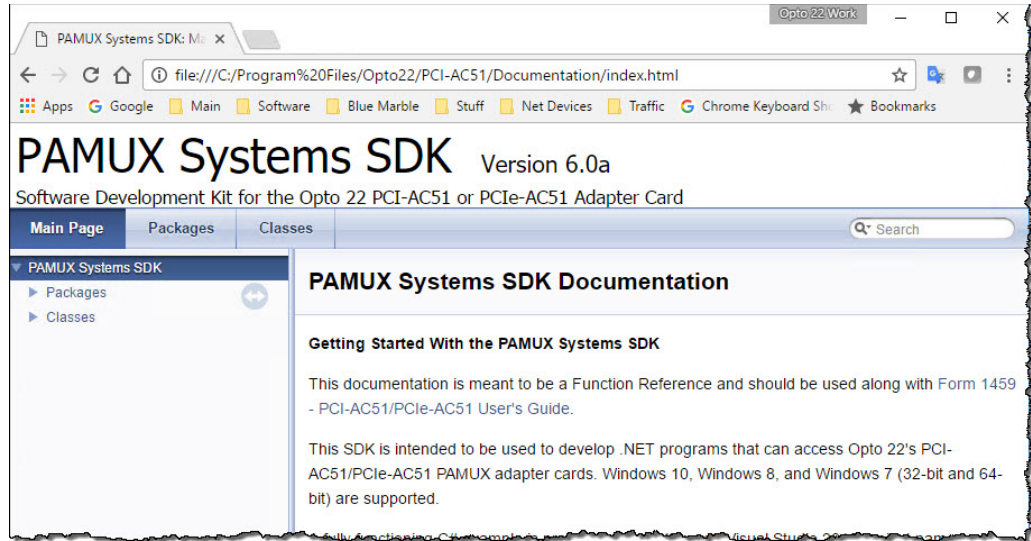 Opto 22 Work
PAMUX Systems SDK: Ma
file:///C:/Program%20Files/Opto22/PCI-AC51/Documentation/index.html
Apps Google Main Software Blue Marble Stuff Net Devices Traffic Chrome Keyboard Sho Bookmarks
PAMUX Systems SDK Version 6.0a
Software Development Kit for the Opto 22 PCI-AC51 or PCIe-AC51 Adapter Card
Main Page Packages Classes Search
PAMUX Systems SDK
Packages
Classes
PAMUX Systems SDK Documentation
Getting Started With the PAMUX Systems SDK
This documentation is meant to be a Function Reference and should be used along with Form 1459
- PCI-AC51/PCIe-AC51 User's Guide.
This SDK is intended to be used to develop .NET programs that can access Opto 22's PCI-
AC51/PCIe-AC51 PAMUX adapter cards. Windows 10, Windows 8, and Windows 7 (32-bit and 64-
bit) are supported.